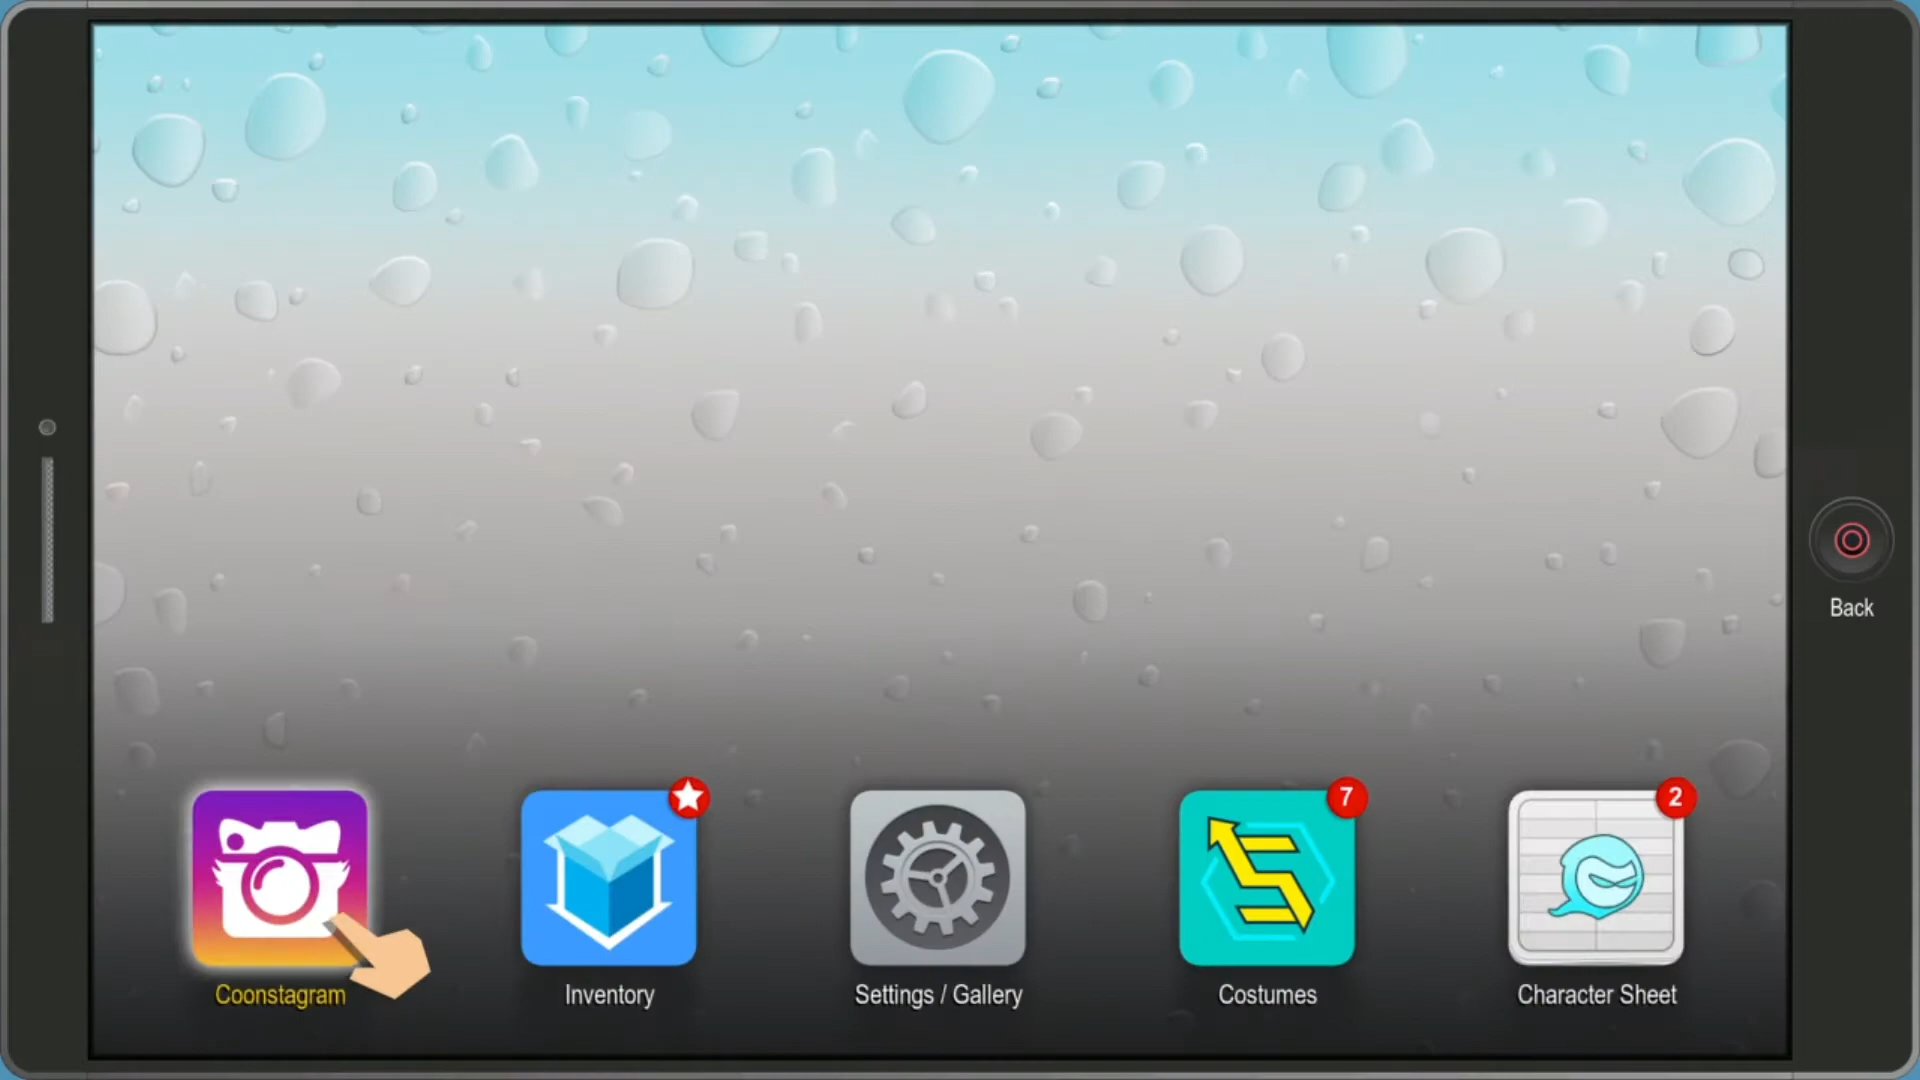 Back
7
2
Coonstagram
Inventory
Settings / Gallery
Costumes
Character Sheet